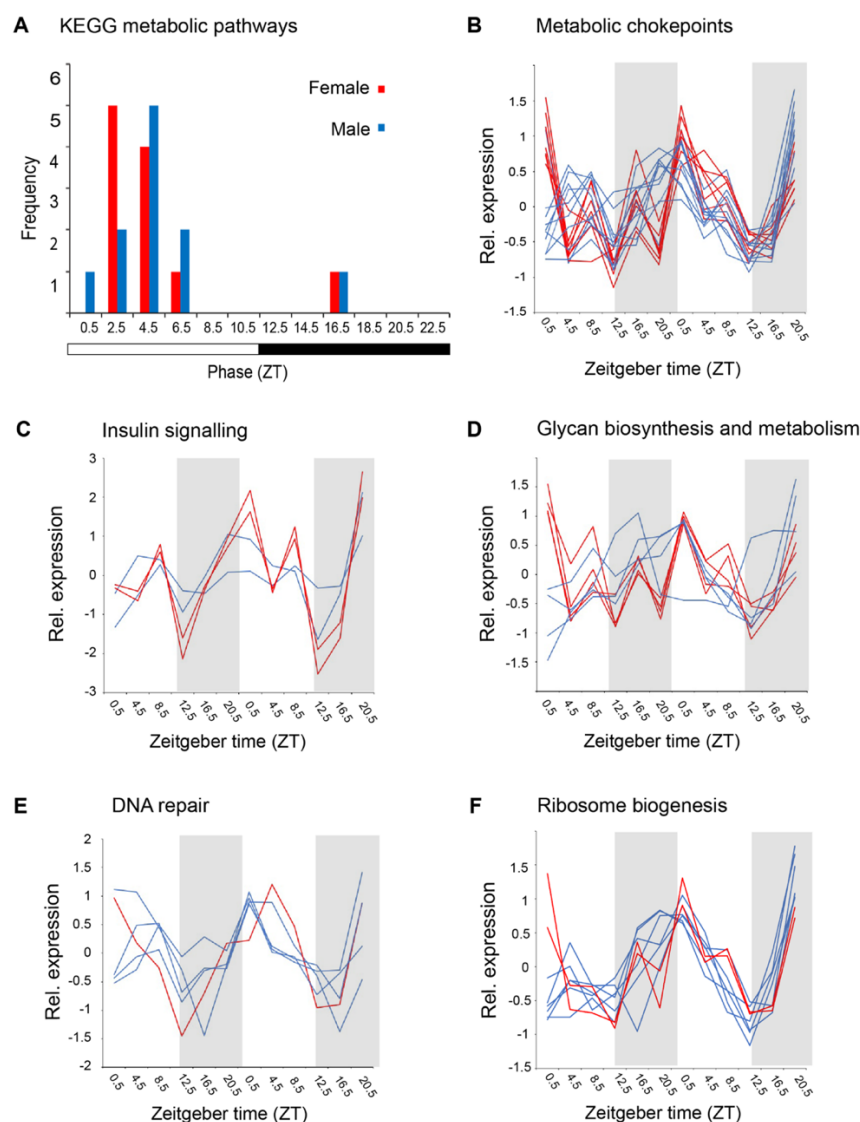 A KEGG metabolic pathways
Frequency
6
5
4
3
2
1
Female
Male
0.5 2.5 4.5 6.5 8.5 10.5 12.5 14.5 16.5 18.5 20.5 22.5
Phase (ZT)
B Metabolic chokepoints
Rel. expression
1.5
1
0.5
0
-0.5
-1
-1.5
0.5 4.5 8.5 12.5 16.5 20.5 0.5 4.5 8.5 12.5 16.5 20.5
Zeitgeber time (ZT)
C Insulin signalling
Rel. expression
3
2
1
0
-1
-2
-3
0.5 4.5 8.5 12.5 16.5 20.5 0.5 4.5 8.5 12.5 16.5 20.5
Zeitgeber time (ZT)
D Glycan biosynthesis and metabolism
Rel. expression
1.5
1
0.5
0
-0.5
-1
-1.5
0.5 4.5 8.5 12.5 16.5 20.5 0.5 4.5 8.5 12.5 16.5 20.5
Zeitgeber time (ZT)
E DNA repair
Rel. expression
2
1.5
1
0.5
0
-0.5
-1
-1.5
-2
0.5 4.5 8.5 12.5 16.5 20.5 0.5 4.5 8.5 12.5 16.5 20.5
Zeitgeber time (ZT)
F Ribosome biogenesis
Rel. expression
1.5
1
0.5
0
-0.5
-1
-1.5
0.5 4.5 8.5 12.5 16.5 20.5 0.5 4.5 8.5 12.5 16.5 20.5
Zeitgeber time (ZT)